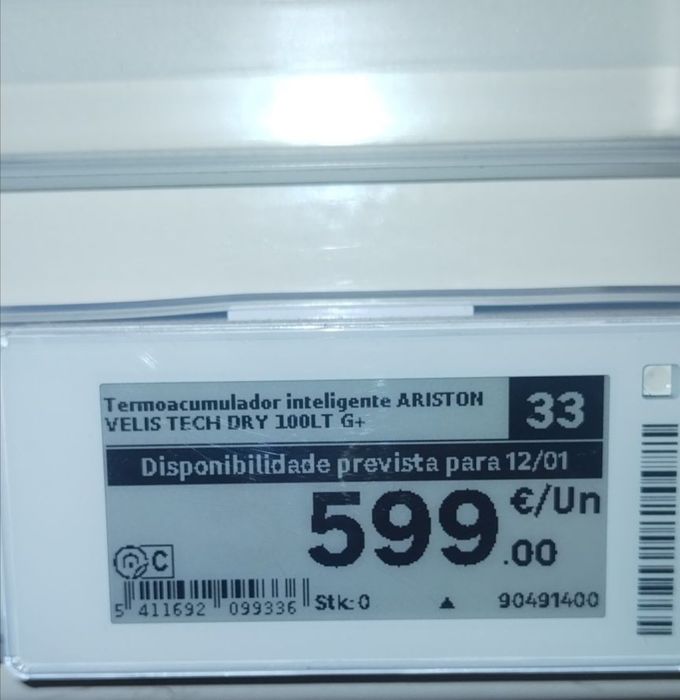 Termoacumulador inteligente ARISTON
VELIS TECH DRY 100LT G+
33
Disponibilidade prevista para 12/01
599.00 €/Un
C
5 411692 099336
Stk:0
90491400